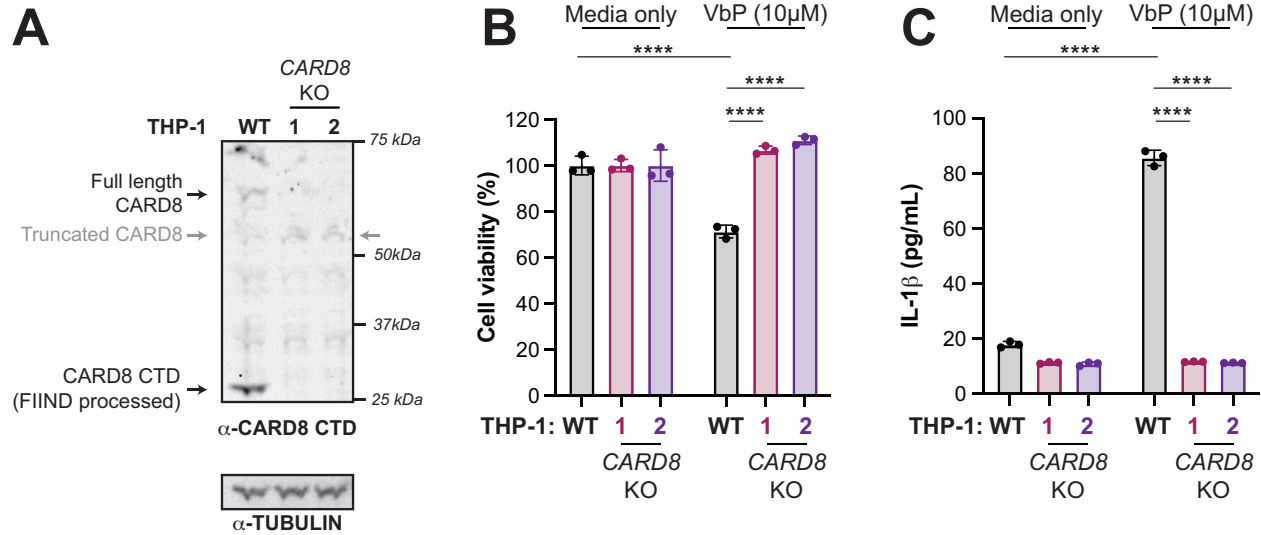 A
CARD8
KO
THP-1 WT 1 2
75 kDa
Full length
CARD8
Truncated CARD8
50kDa
37kDa
CARD8 CTD
(FIIND processed)
25 kDa
α-CARD8 CTD
α-TUBULIN
B
Media only VbP (10μM)
****
****
****
Cell viability (%)
120
100
80
60
40
20
0
THP-1: WT 1 2 WT 1 2
CARD8 CARD8
KO KO
C
Media only VbP (10μM)
****
****
****
IL-1β (pg/mL)
100
80
60
40
20
0
THP-1: WT 1 2 WT 1 2
CARD8 CARD8
KO KO